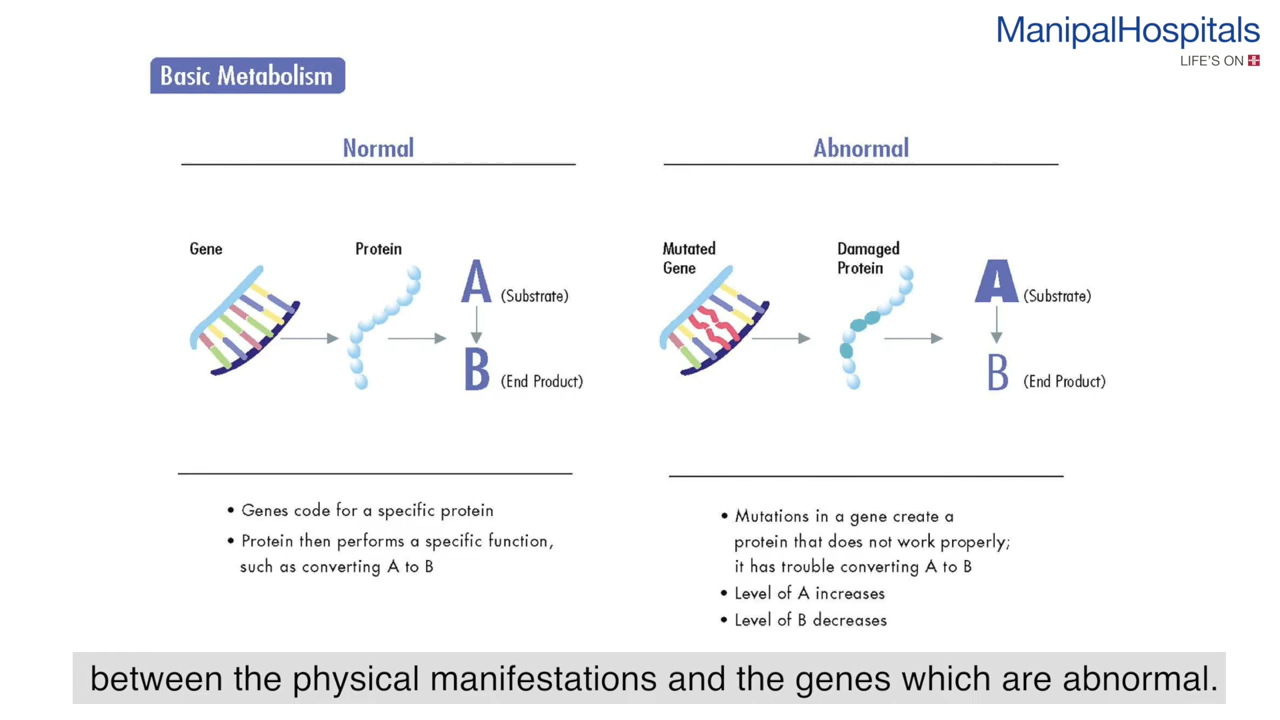 ManipalHospitals
LIFE'S ON
Basic Metabolism
Normal
Gene
Protein
A
(Substrate)
B
(End Product)
• Genes code for a specific protein
• Protein then performs a specific function,
such as converting A to B
Abnormal
Mutated
Gene
Damaged
Protein
A
(Substrate)
B
(End Product)
• Mutations in a gene create a
protein that does not work properly;
it has trouble converting A to B
• Level of A increases
• Level of B decreases
between the physical manifestations and the genes which are abnormal.